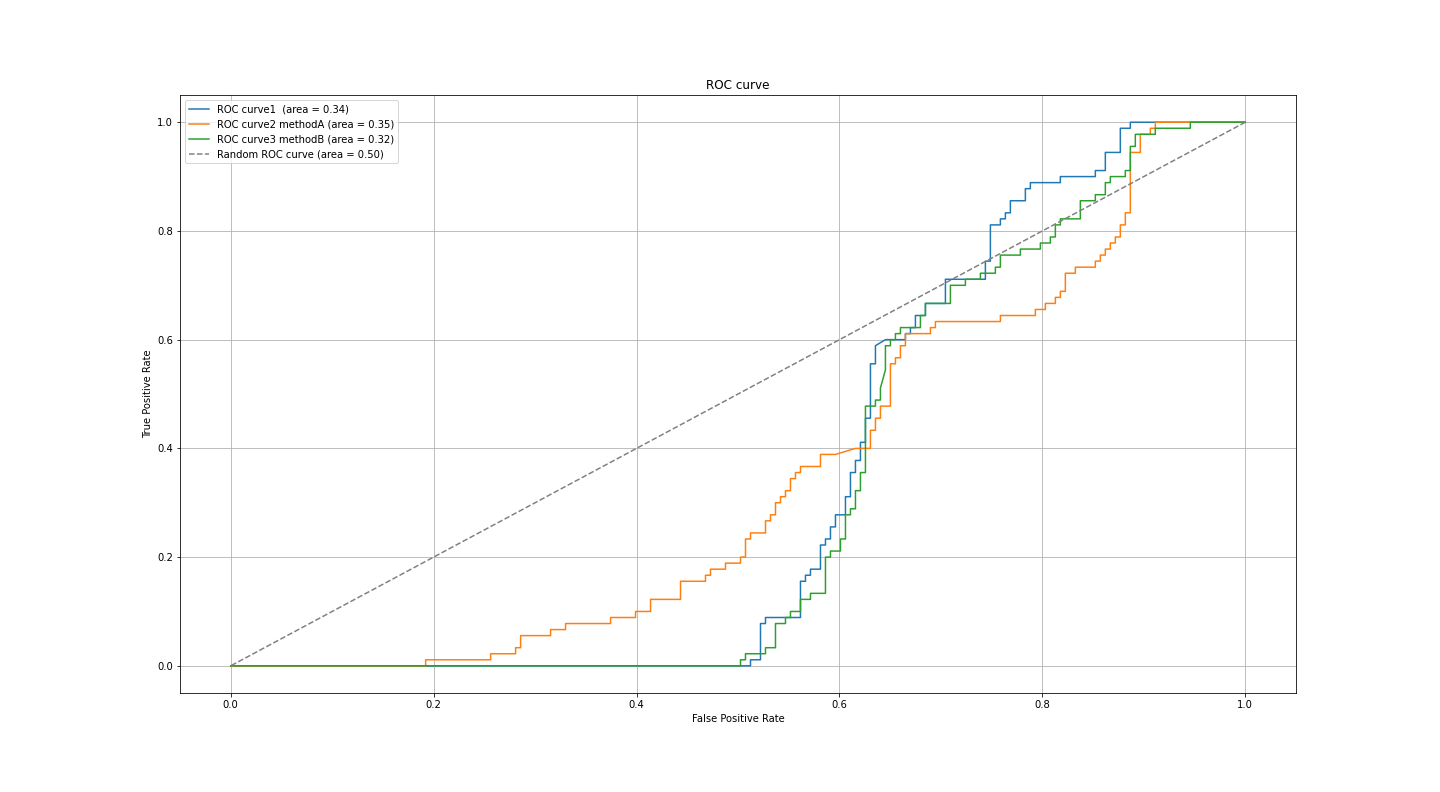 ROC curve
ROC curve1  (area = 0.34)
ROC curve2 methodA (area = 0.35)
ROC curve3 methodB (area = 0.32)
Random ROC curve (area = 0.50)
True Positive Rate
1.0
0.8
0.6
0.4
0.2
0.0
0.0 0.2 0.4 0.6 0.8 1.0
False Positive Rate